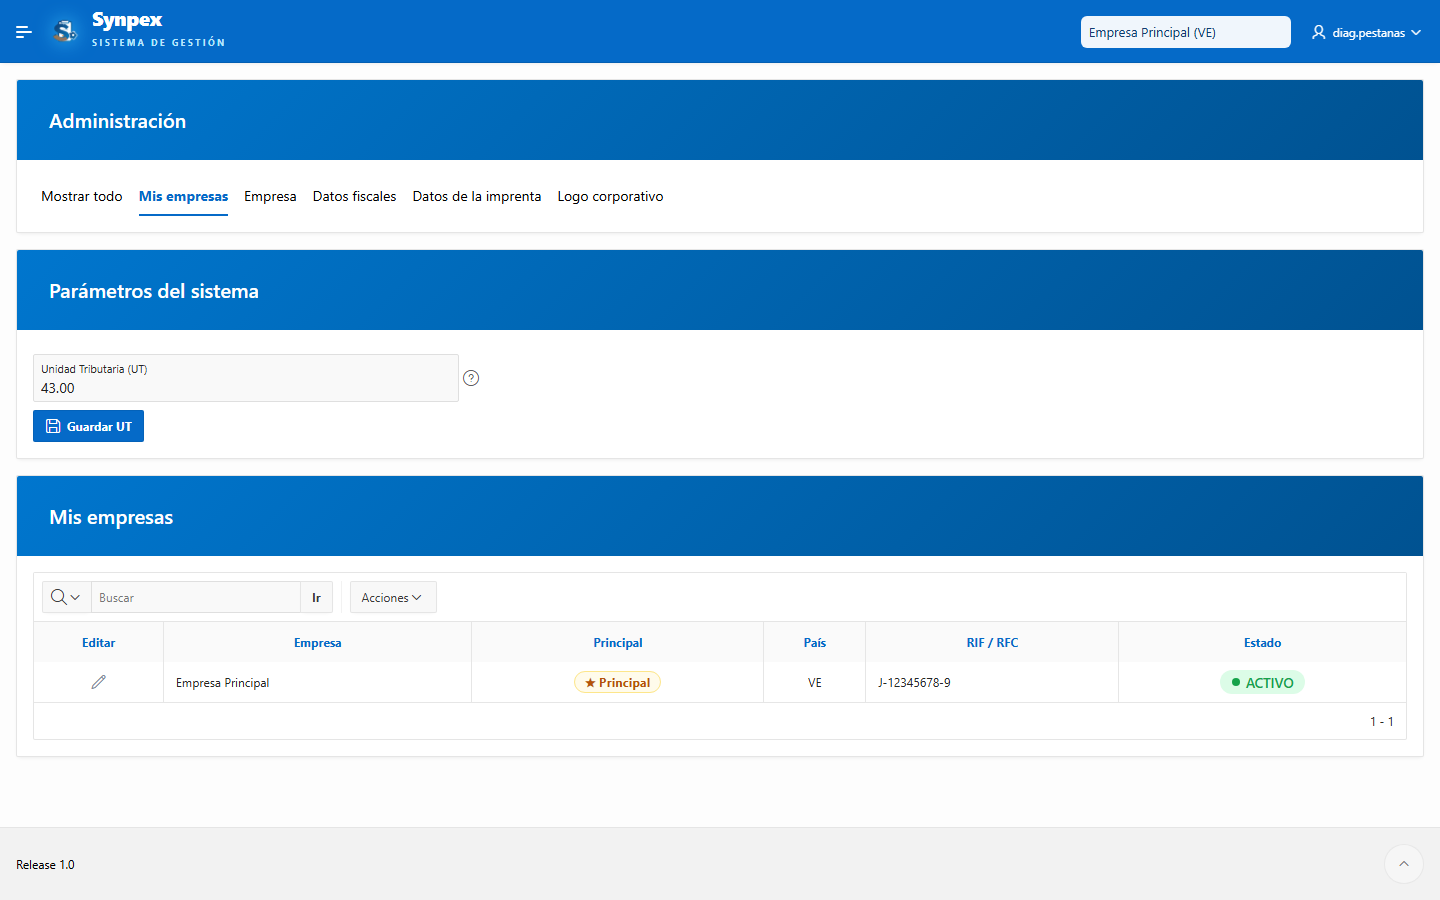 Synpex
SISTEMA DE GESTIÓN
Empresa Principal (VE)
diag.pestanas
Administración
Mostrar todo
Mis empresas
Empresa
Datos fiscales
Datos de la imprenta
Logo corporativo
Parámetros del sistema
Unidad Tributaria (UT)
43.00
?
Guardar UT
Mis empresas
Buscar
Ir
Acciones
Editar
Empresa
Principal
País
RIF / RFC
Estado
Empresa Principal
★ Principal
VE
J-12345678-9
ACTIVO
1 - 1
Release 1.0